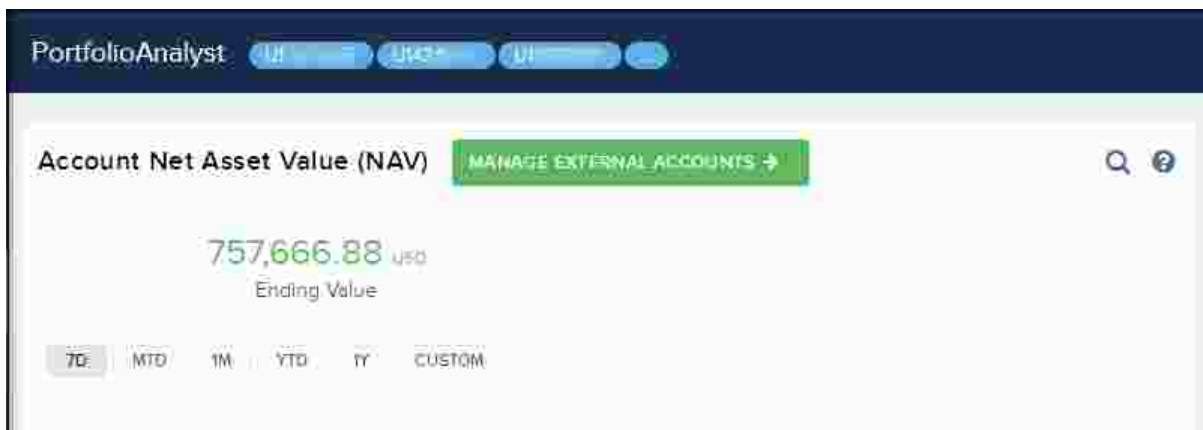 PortfolioAnalyst
Account Net Asset Value (NAV) MANAGE EXTERNAL ACCOUNTS →
757,666.88 USD
Ending Value
7D MTD 1M YTD 1Y CUSTOM